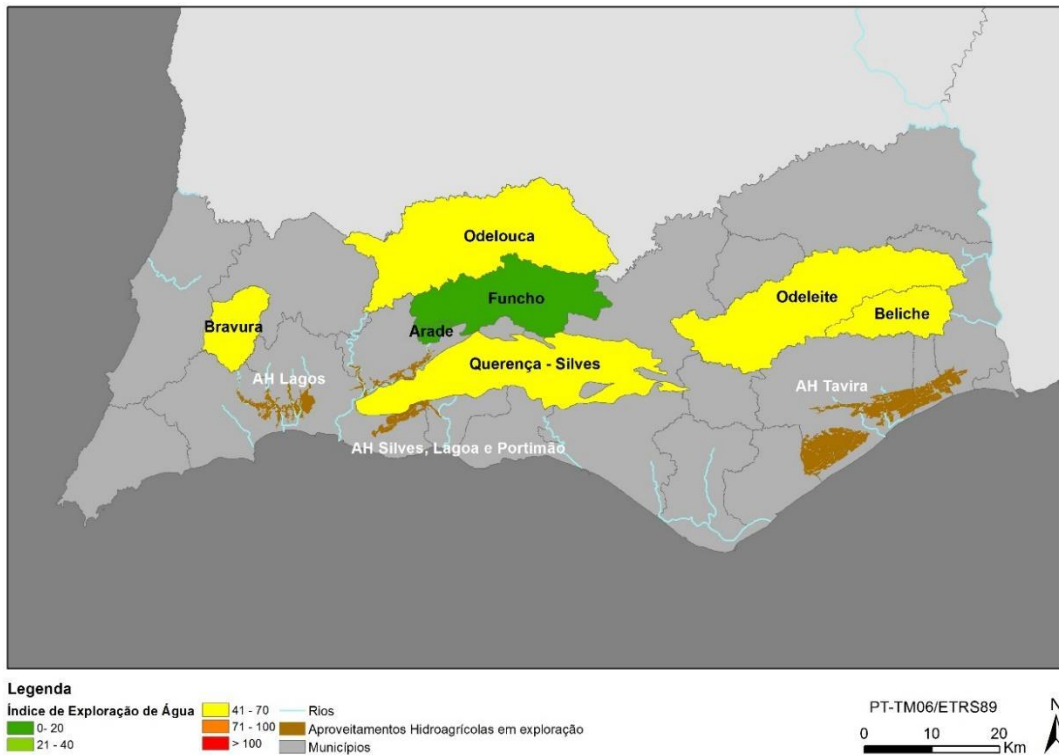 Odelouca
Funcho
Odeleite
Bravura
Arade
Beliche
Querença - Silves
AH Lagos
AH Tavira
AH Silves, Lagoa e Portimão
Legenda
Índice de Exploração de Água
0- 20
21 - 40
41 - 70
71 - 100
> 100
Rios
Aproveitamentos Hidroagrícolas em exploração
Municípios
PT-TM06/ETRS89
N
0 10 20
Km